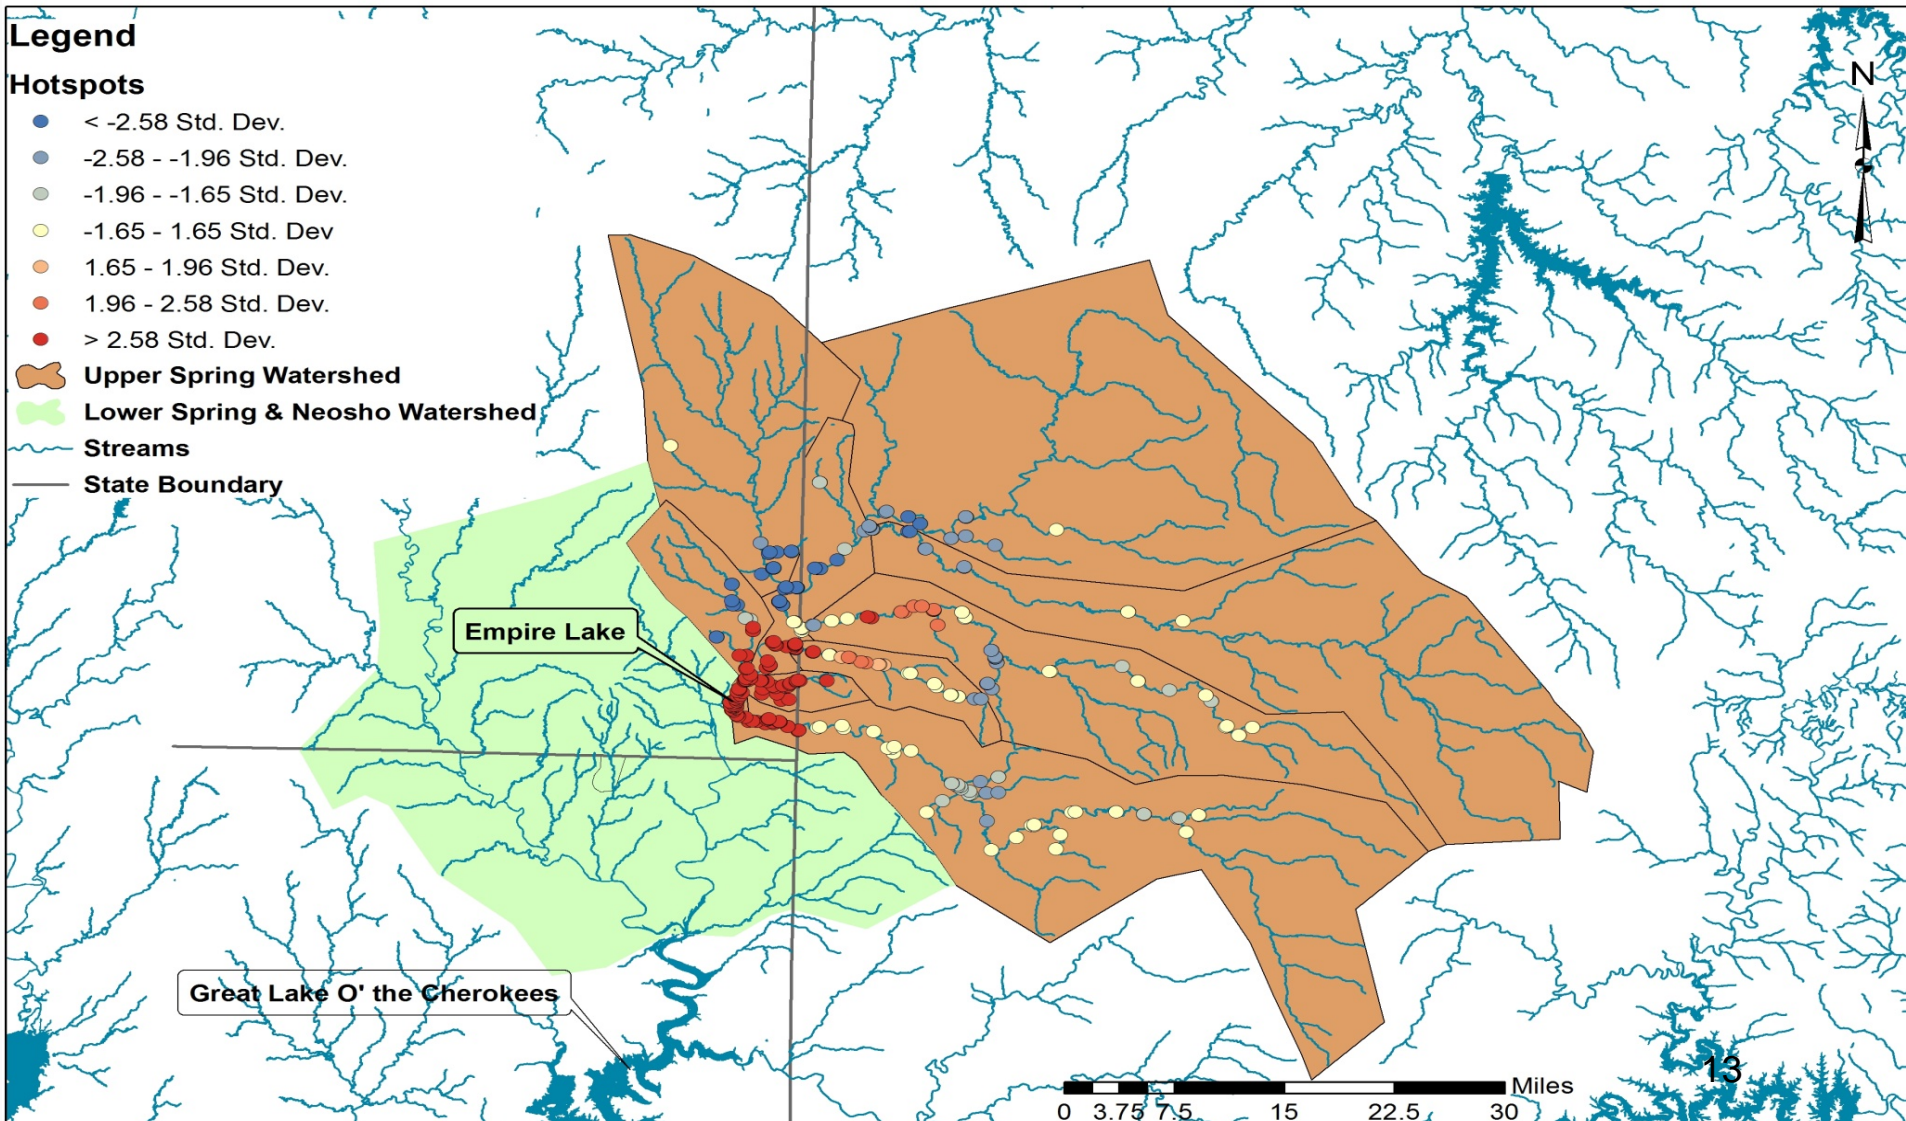 Legend
Hotspots
< -2.58 Std. Dev.
-2.58 - -1.96 Std. Dev.
-1.96 - -1.65 Std. Dev.
-1.65 - 1.65 Std. Dev
1.65 - 1.96 Std. Dev.
1.96 - 2.58 Std. Dev.
> 2.58 Std. Dev.
Upper Spring Watershed
Lower Spring & Neosho Watershed
Streams
State Boundary
N
Empire Lake
Great Lake O' the Cherokees
13
Miles
0 3.75 7.5 15 22.5 30